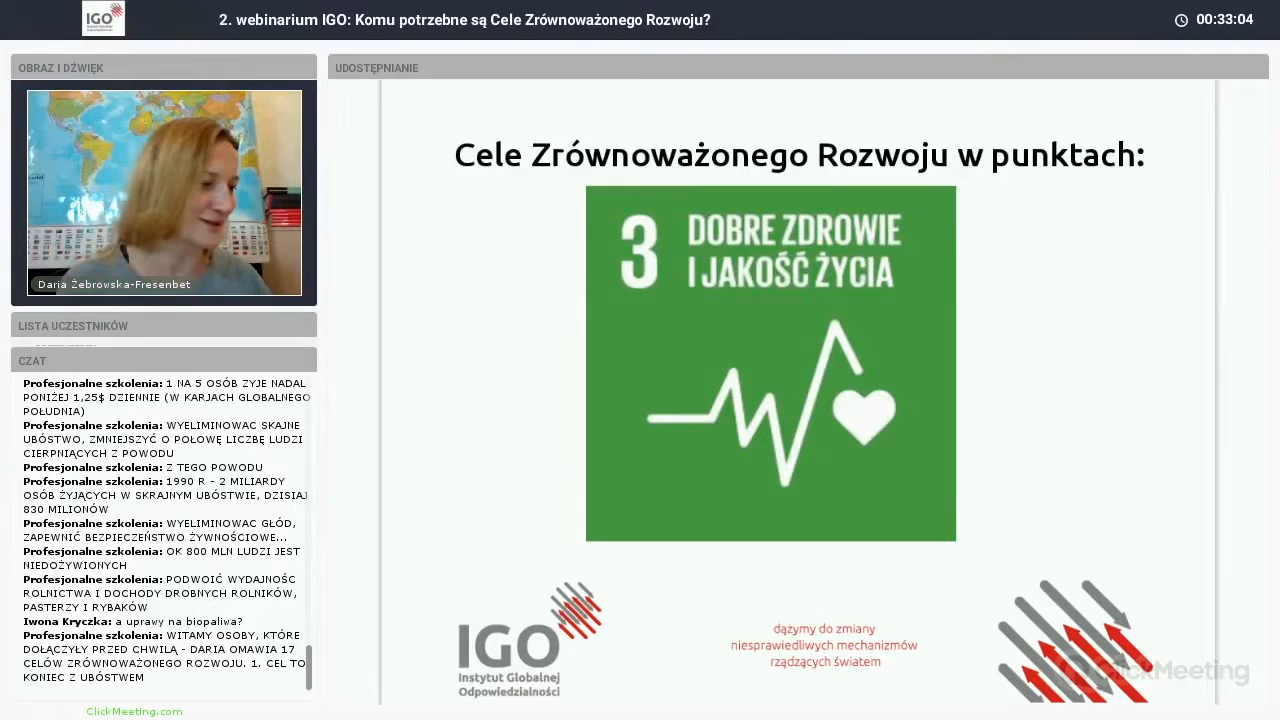 IGO
2. webinarium IGO: Komu potrzebne są Cele Zrównoważonego Rozwoju?
00:33:04
OBRAZ I DŹWIĘK
Daria Żebrowska-Fresenbet
LISTA UCZESTNIKÓW
CZAT
Profesjonalne szkolenia: 1 NA 5 OSÓB ZYJE NADAL
PONIŻEJ 1,25$ DZIENNIE (W KARJACH GLOBALNEGO
POŁUDNIA)
Profesjonalne szkolenia: WYELIMINOWAC SKAJNE
UBÓSTWO, ZMNIEJSZYĆ O POŁOWĘ LICZBĘ LUDZI
CIERPNIĄCYCH Z POWODU
Profesjonalne szkolenia: Z TEGO POWODU
Profesjonalne szkolenia: 1990 R - 2 MILIARDY
OSÓB ŻYJĄCYCH W SKRAJNYM UBÓSTWIE, DZISIAJ
830 MILIONÓW
Profesjonalne szkolenia: WYELIMINOWAC GŁÓD,
ZAPEWNIĆ BEZPIECZEŃSTWO ŻYWNOŚCIOWE...
Profesjonalne szkolenia: OK 800 MLN LUDZI JEST
NIEDOŻYWIONYCH
Profesjonalne szkolenia: PODWOIĆ WYDAJNOŚC
ROLNICTWA I DOCHODY DROBNYCH ROLNIKÓW,
PASTERZY I RYBAKÓW
Iwona Kryczka: a uprawy na biopaliwa?
Profesjonalne szkolenia: WITAMY OSOBY, KTÓRE
DOŁĄCZYŁY PRZED CHWILĄ - DARIA OMAWIA 17
CELÓW ZRÓWNOWAŻONEGO ROZWOJU. 1. CEL TO
KONIEC Z UBÓSTWEM
ClickMeeting.com
UDOSTĘPNIANIE
Cele Zrównoważonego Rozwoju w punktach:
3 DOBRE ZDROWIE
I JAKOŚĆ ŻYCIA
IGO
Instytut Globalnej
Odpowiedzialności
dążymy do zmiany
niesprawiedliwych mechanizmów
rządzących światem
ClickMeeting